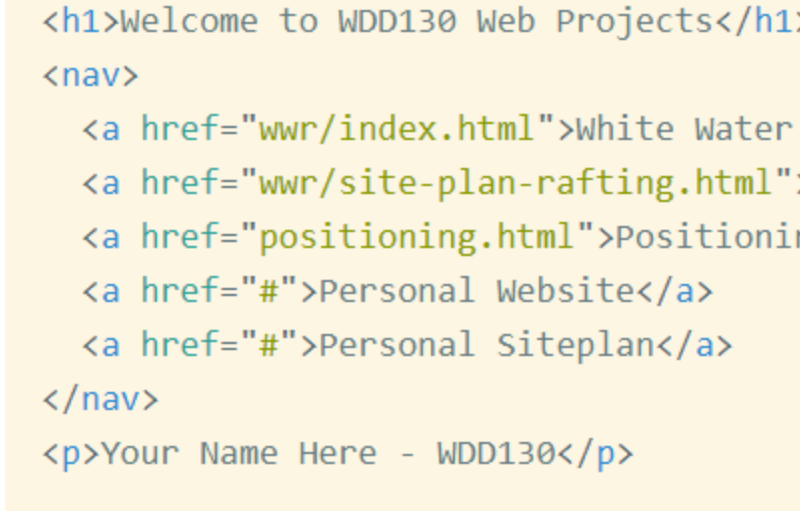 <h1>Welcome to WDD130 Web Projects</h1>
<nav>
<a href="wwr/index.html">White Water
<a href="wwr/site-plan-rafting.html">
<a href="positioning.html">Positionin
<a href="#">Personal Website</a>
<a href="#">Personal Siteplan</a>
</nav>
<p>Your Name Here - WDD130</p>